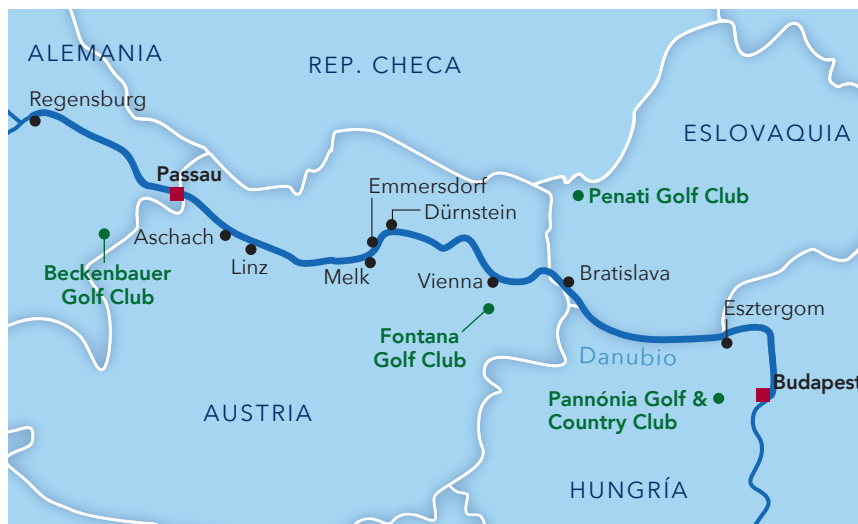 ALEMANIA
REP. CHECA
Regensburg
ESLOVAQUIA
Passau
Emmersdorf
Penati Golf Club
Dürnstein
Aschach
Linz
Beckenbauer
Golf Club
Melk
Vienna
Bratislava
Esztergom
Fontana
Golf Club
Danubio
Budapest
Pannónia Golf &
Country Club
AUSTRIA
HUNGRÍA